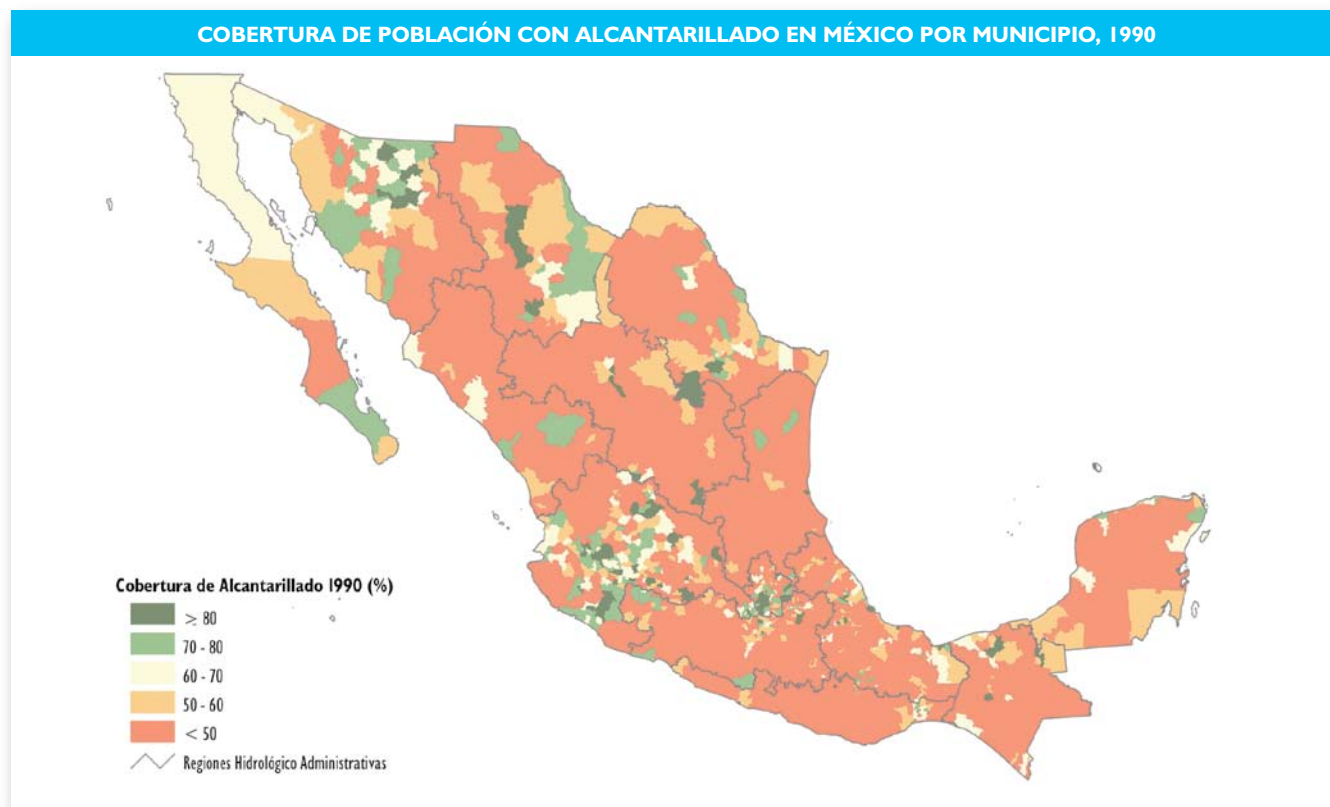 COBERTURA DE POBLACIÓN CON ALCANTARILLADO EN MÉXICO POR MUNICIPIO, 1990
Cobertura de Alcantarillado 1990 (%)
≥ 80
70 - 80
60 - 70
50 - 60
< 50
Regiones Hidrológico Administrativas